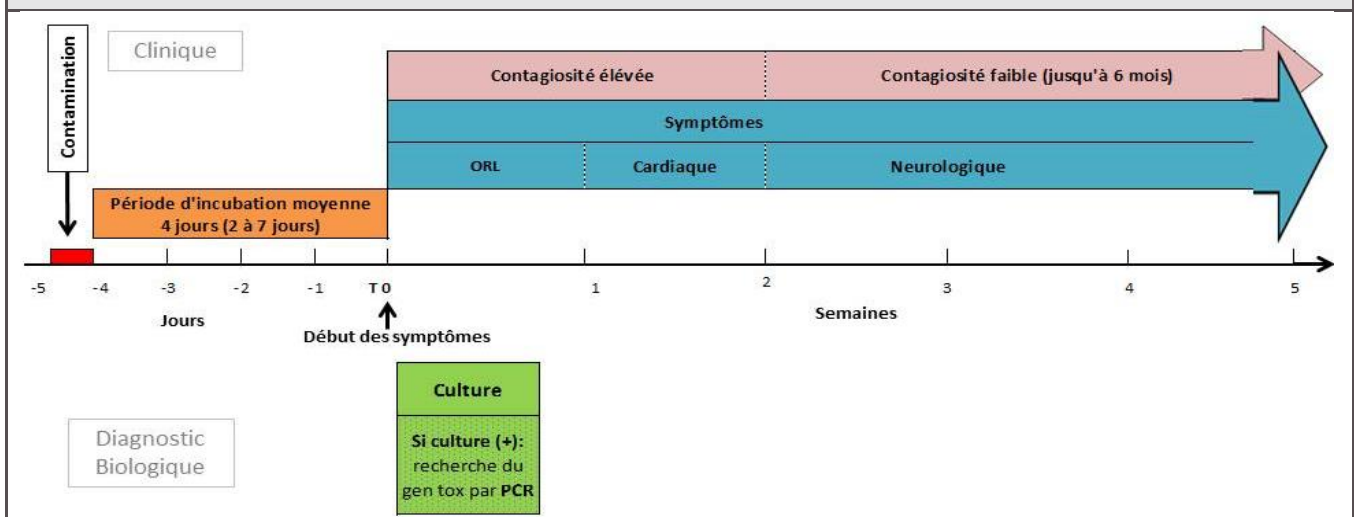 Contamination
Clinique
Contagiosité élévée
Contagiosité faible (jusqu'à 6 mois)
Symptômes
ORL
Cardiaque
Neurologique
Période d'incubation moyenne
4 jours (2 à 7 jours)
-5 -4 -3 -2 -1 T 0 1 2 3 4 5
Jours
Semaines
Début des symptômes
Culture
Si culture (+):
recherche du
gen tox par PCR
Diagnostic
Biologique